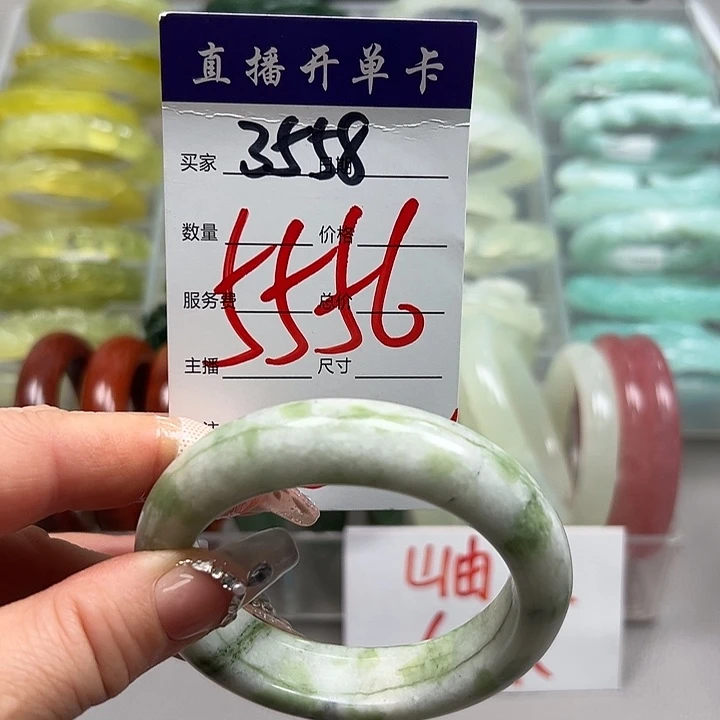 直播开单卡
买家 3558 日期
数量 价格
5556
服务费 总价
主播 尺寸
岫